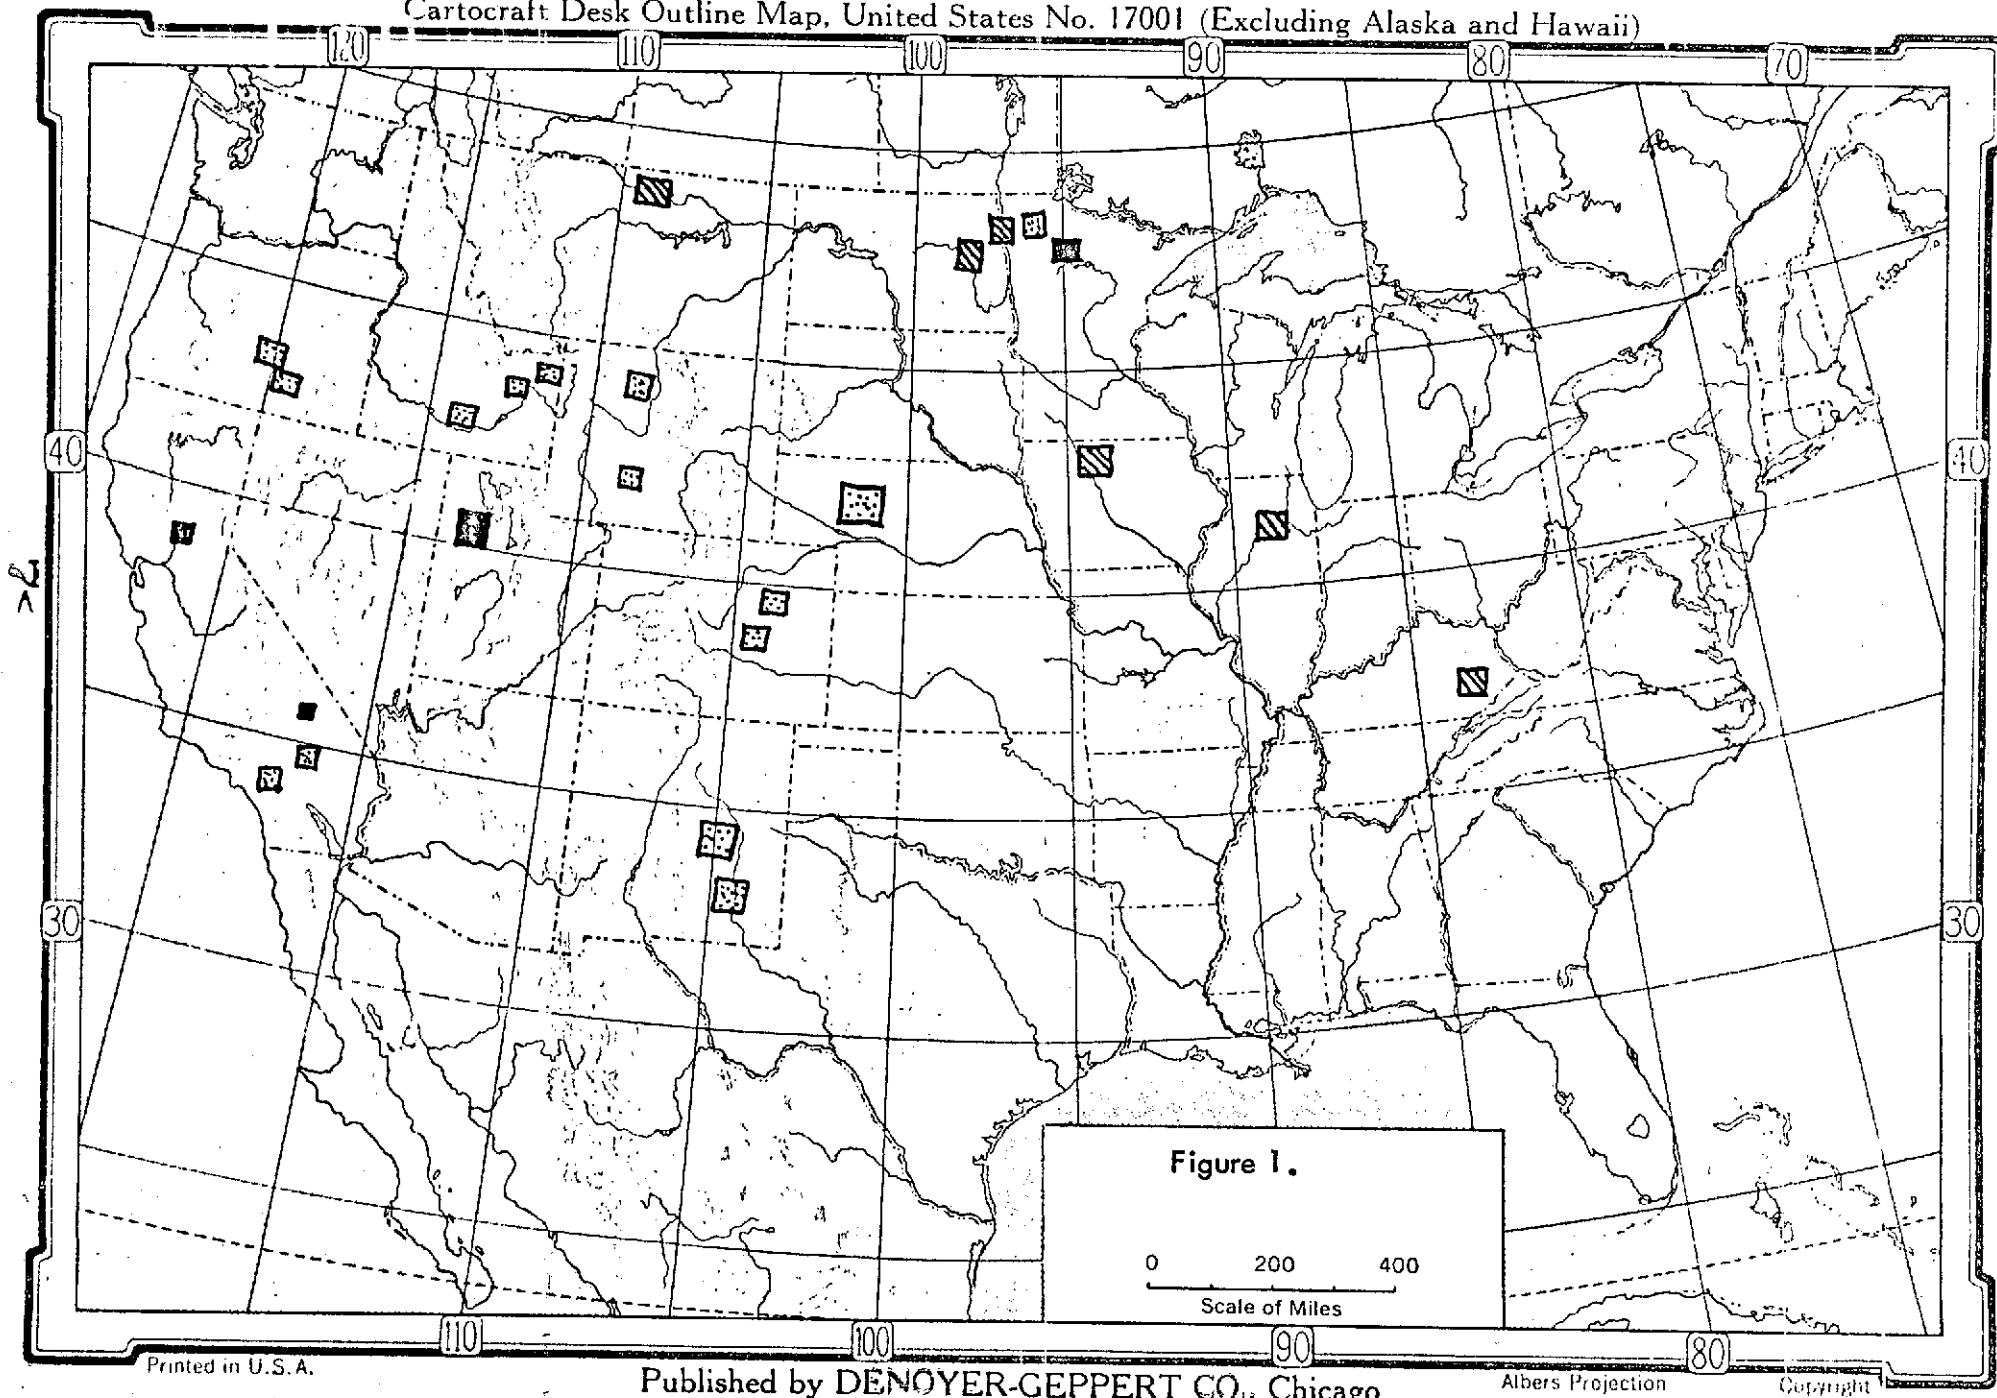 Cartocraft Desk Outline Map, United States No. 17001 (Excluding Alaska and Hawaii)
120 110 100 90 80 70
40 40
30 30
Figure 1.
0 200 400
Scale of Miles
110 100 90 80
Printed in U.S.A.
Published by DENOYER-GEPPERT CO., Chicago
Albers Projection
Copyright